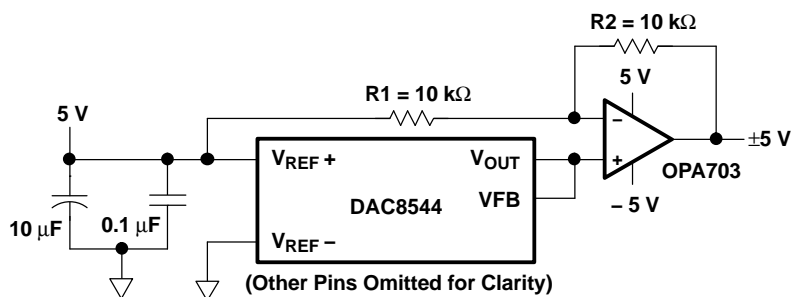 R2 = 10 kΩ
5 V
R1 = 10 kΩ
5 V
–
±5 V
VREF +
VOUT
+
OPA703
DAC8544
VFB
– 5 V
10 µF
0.1 µF
VREF –
(Other Pins Omitted for Clarity)